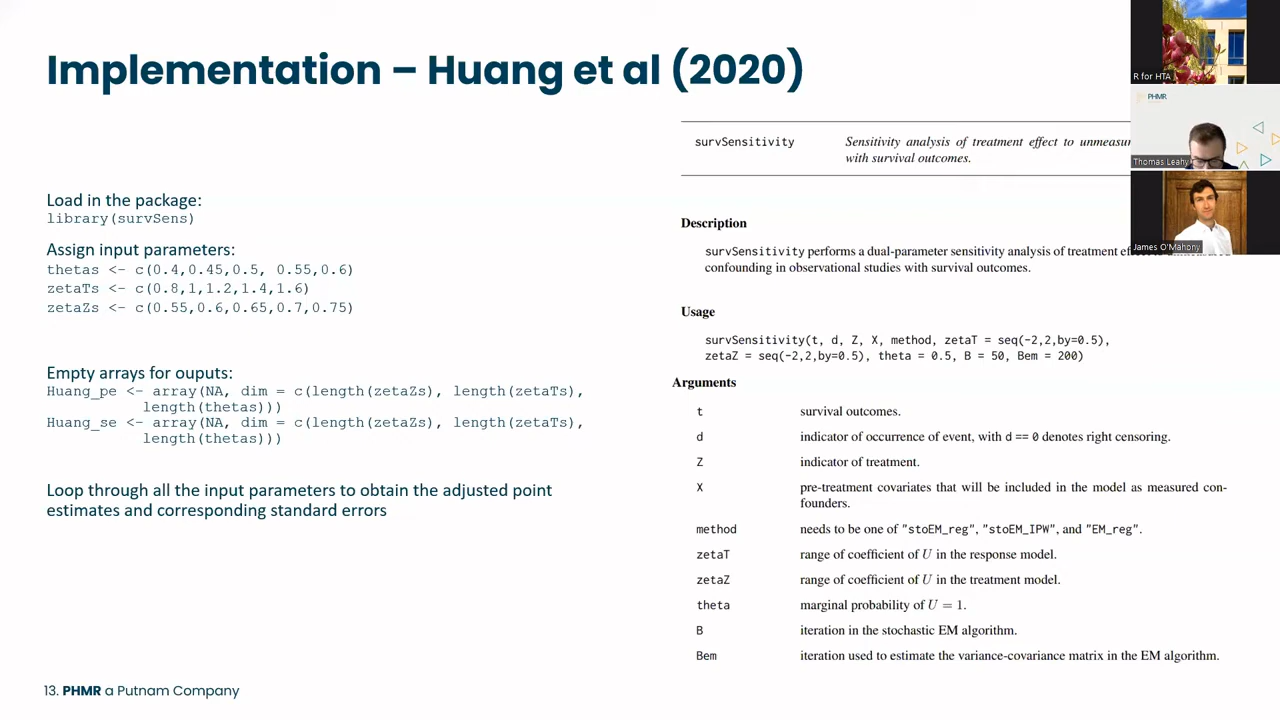 Implementation – Huang et al (2020)
Load in the package:
library(survSens)
Assign input parameters:
thetas <- c(0.4,0.45,0.5, 0.55,0.6)
zetaTs <- c(0.8,1,1.2,1.4,1.6)
zetaZs <- c(0.55,0.6,0.65,0.7,0.75)
Empty arrays for ouputs:
Huang_pe <- array(NA, dim = c(length(zetaZs), length(zetaTs),
length(thetas)))
Huang_se <- array(NA, dim = c(length(zetaZs), length(zetaTs),
length(thetas)))
Loop through all the input parameters to obtain the adjusted point
estimates and corresponding standard errors
13. PHMR a Putnam Company
survSensitivity Sensitivity analysis of treatment effect to
with survival outcomes.
Description
survSensitivity performs a dual-parameter sensitivity analysis of treatment
confounding in observational studies with survival outcomes.
Usage
survSensitivity(t, d, Z, X, method, zetaT = seq(-2,2,by=0.5),
zetaZ = seq(-2,2,by=0.5), theta = 0.5, B = 50, Bem = 200)
Arguments
t survival outcomes.
d indicator of occurrence of event, with d == 0 denotes right censoring.
Z indicator of treatment.
X pre-treatment covariates that will be included in the model as measured con-
founders.
method needs to be one of "stoEM_reg", "stoEM_IPW", and "EM_reg".
zetaT range of coefficient of U in the response model.
zetaZ range of coefficient of U in the treatment model.
theta marginal probability of U = 1.
B iteration in the stochastic EM algorithm.
Bem iteration used to estimate the variance-covariance matrix in the EM algorithm.
R for HTA
PHMR
Thomas Leahy
James O'Mahony